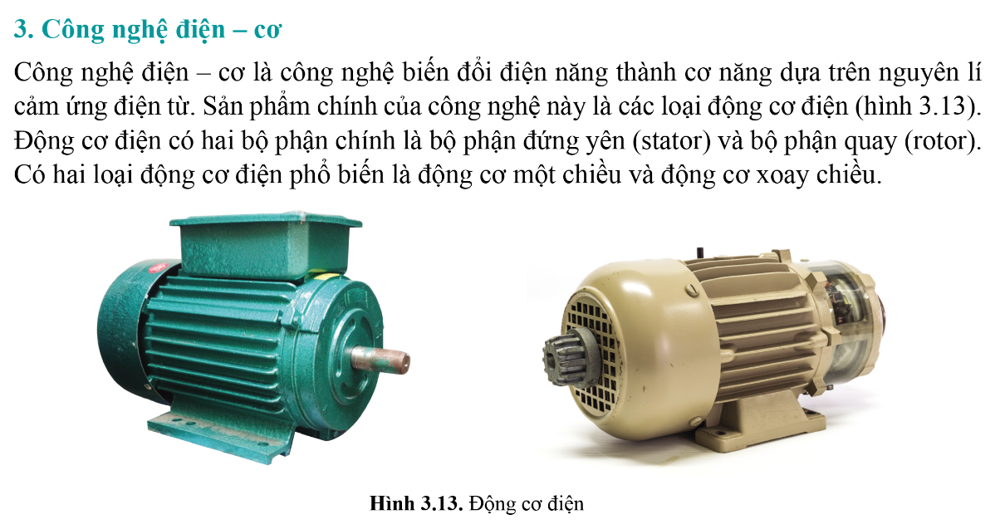 3. Công nghệ điện – cơ
Công nghệ điện – cơ là công nghệ biến đổi điện năng thành cơ năng dựa trên nguyên lí
cảm ứng điện từ. Sản phẩm chính của công nghệ này là các loại động cơ điện (hình 3.13).
Động cơ điện có hai bộ phận chính là bộ phận đứng yên (stator) và bộ phận quay (rotor).
Có hai loại động cơ điện phổ biến là động cơ một chiều và động cơ xoay chiều.
Hình 3.13. Động cơ điện